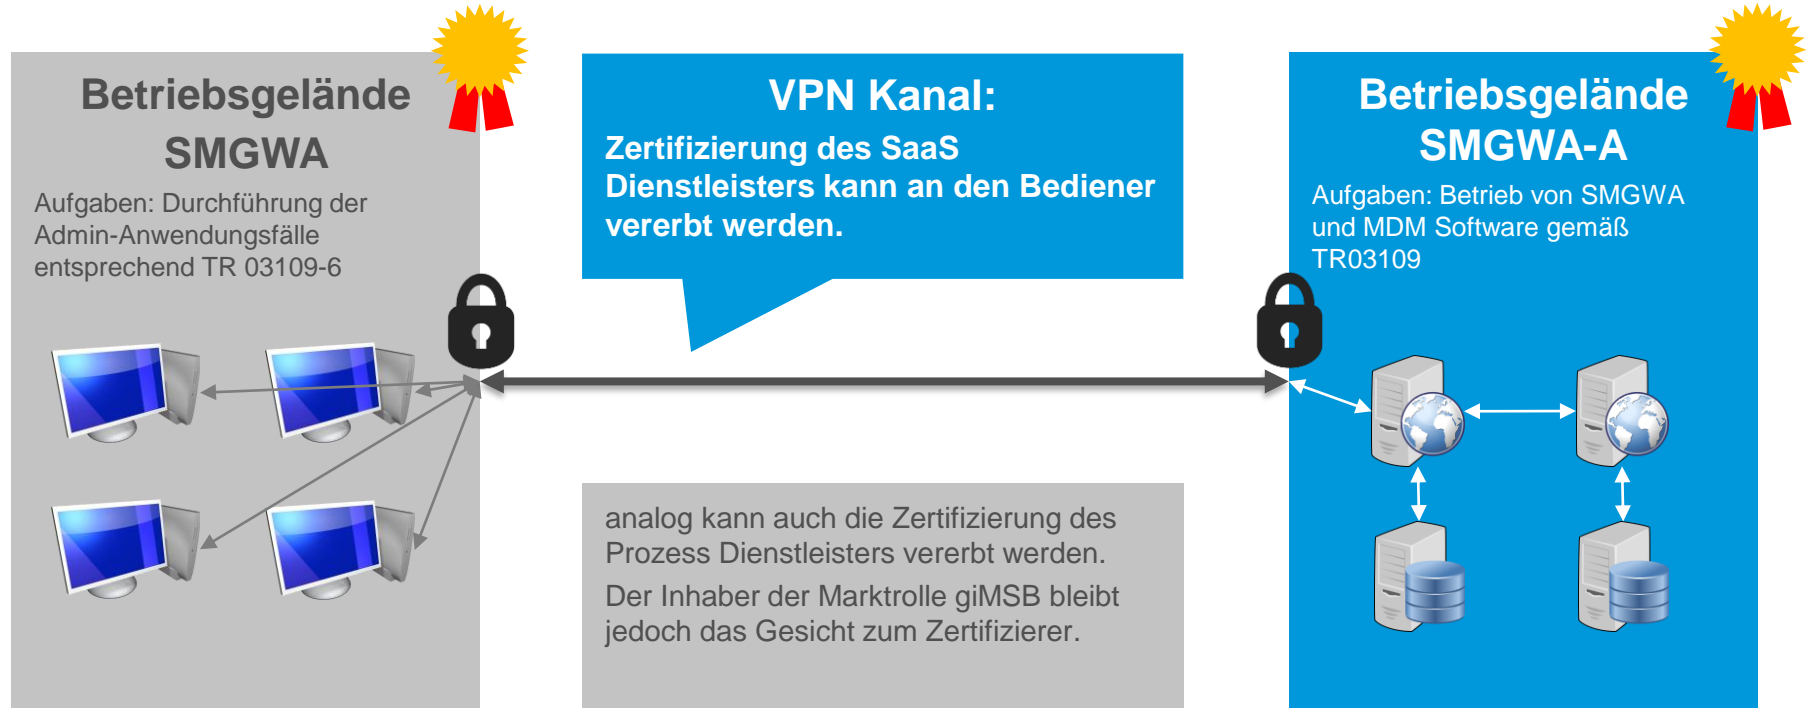 Betriebsgelände
SMGWA
Aufgaben: Durchführung der
Admin-Anwendungsfälle
entsprechend TR 03109-6
VPN Kanal:
Zertifizierung des SaaS
Dienstleisters kann an den Bediener
vererbt werden.
analog kann auch die Zertifizierung des
Prozess Dienstleisters vererbt werden.
Der Inhaber der Marktrolle giMSB bleibt
jedoch das Gesicht zum Zertifizierer.
Betriebsgelände
SMGWA-A
Aufgaben: Betrieb von SMGWA
und MDM Software gemäß
TR03109